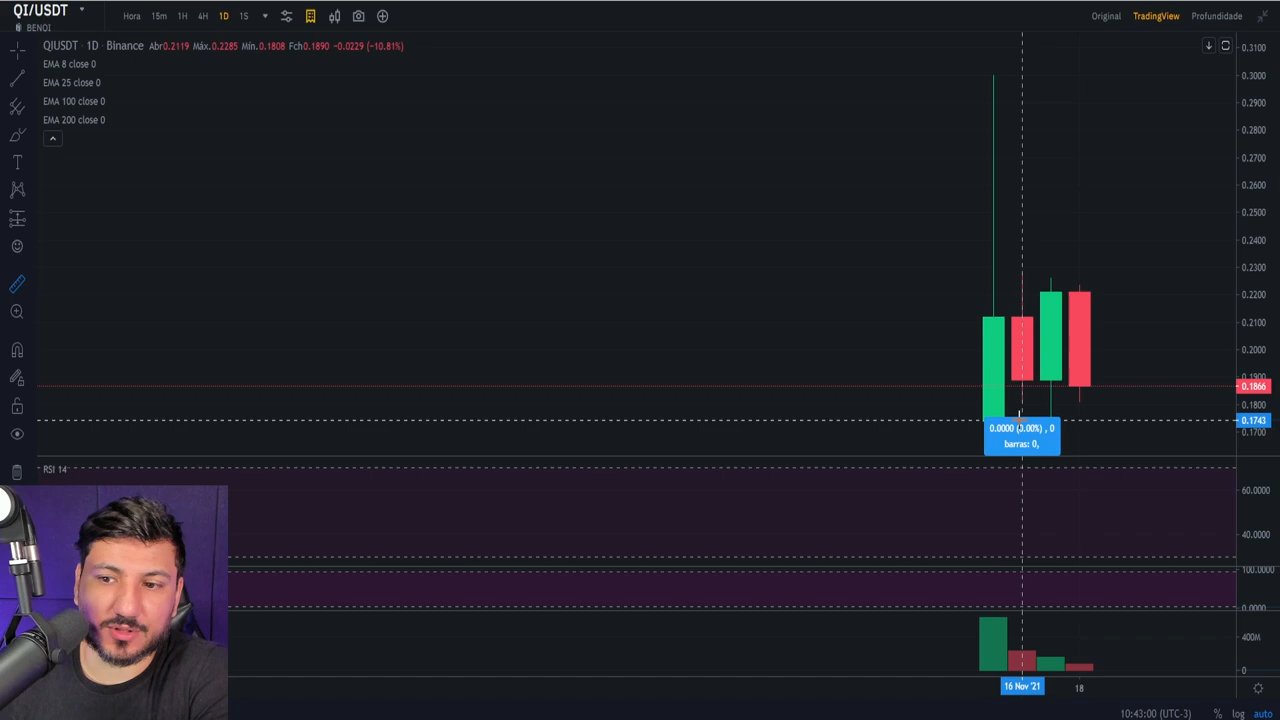 QI/USDT
BENQI
Hora 15m 1H 4H 1D 1S
Original TradingView Profundidade
QIUSDT 1D Binance Abr0.2119 Máx.0.2285 Mín.0.1808 Fch0.1890 −0.0229 (−10.81%)
EMA 8 close 0
EMA 25 close 0
EMA 100 close 0
EMA 200 close 0
0.3100
0.3000
0.2900
0.2800
0.2700
0.2600
0.2500
0.2400
0.2300
0.2200
0.2100
0.2000
0.1900
0.1866
0.1800
0.1743
0.1700
0.0000 (0.00%) , 0
barras: 0,
RSI 14
60.0000
40.0000
100.0000
0.0000
400M
0
16 Nov '21
18
10:43:00 (UTC-3) % log auto